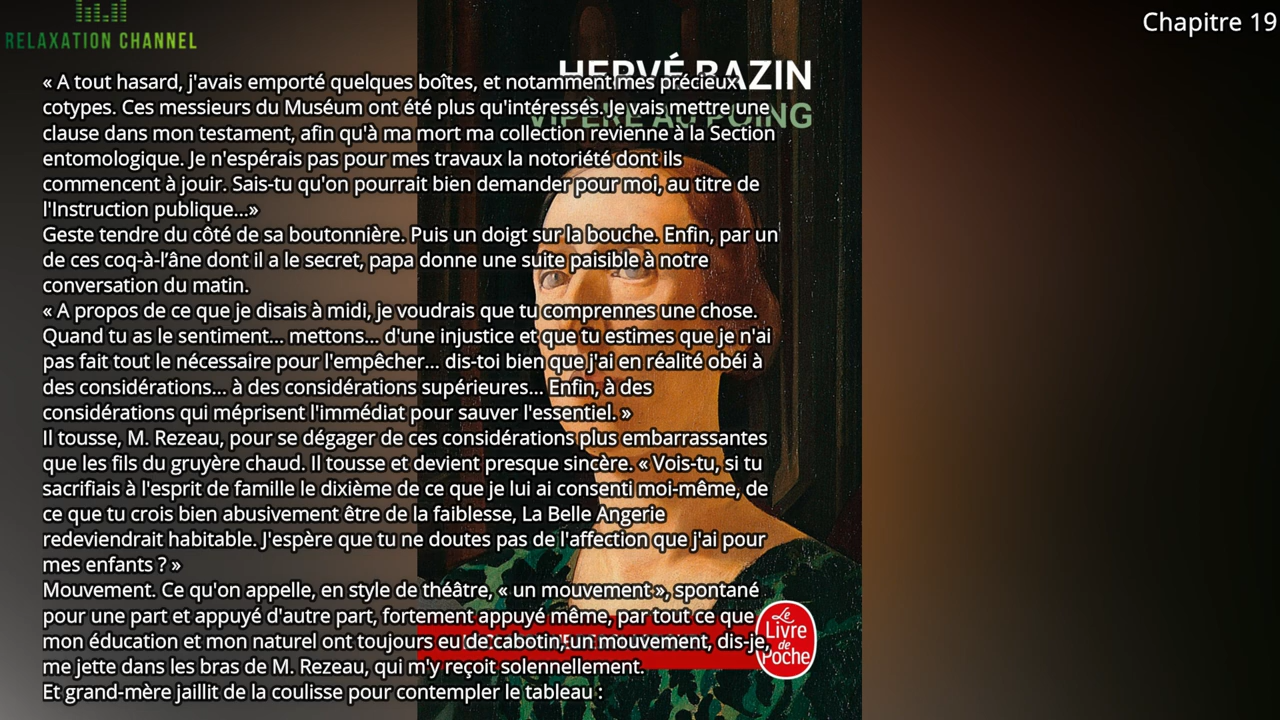 RELAXATION CHANNEL
Chapitre 19
HERVÉ BAZIN
VIPÈRE AU POING
« A tout hasard, j'avais emporté quelques boîtes, et notamment mes précieux
cotypes. Ces messieurs du Muséum ont été plus qu'intéressés. Je vais mettre une
clause dans mon testament, afin qu'à ma mort ma collection revienne à la Section
entomologique. Je n'espérais pas pour mes travaux la notoriété dont ils
commencent à jouir. Sais-tu qu'on pourrait bien demander pour moi, au titre de
l'Instruction publique...»
Geste tendre du côté de sa boutonnière. Puis un doigt sur la bouche. Enfin, par un
de ces coq-à-l'âne dont il a le secret, papa donne une suite paisible à notre
conversation du matin.
« A propos de ce que je disais à midi, je voudrais que tu comprennes une chose.
Quand tu as le sentiment... mettons... d'une injustice et que tu estimes que je n'ai
pas fait tout le nécessaire pour l'empêcher... dis-toi bien que j'ai en réalité obéi à
des considérations... à des considérations supérieures... Enfin, à des
considérations qui méprisent l'immédiat pour sauver l'essentiel. »
Il tousse, M. Rezeau, pour se dégager de ces considérations plus embarrassantes
que les fils du gruyère chaud. Il tousse et devient presque sincère. « Vois-tu, si tu
sacrifiais à l'esprit de famille le dixième de ce que je lui ai consenti moi-même, de
ce que tu crois bien abusivement être de la faiblesse, La Belle Angerie
redeviendrait habitable. J'espère que tu ne doutes pas de l'affection que j'ai pour
mes enfants ? »
Mouvement. Ce qu'on appelle, en style de théâtre, « un mouvement », spontané
pour une part et appuyé d'autre part, fortement appuyé même, par tout ce que
mon éducation et mon naturel ont toujours eu de cabotin, un mouvement, dis-je,
me jette dans les bras de M. Rezeau, qui m'y reçoit solennellement.
Et grand-mère jaillit de la coulisse pour contempler le tableau :
Le
Livre
de
Poche